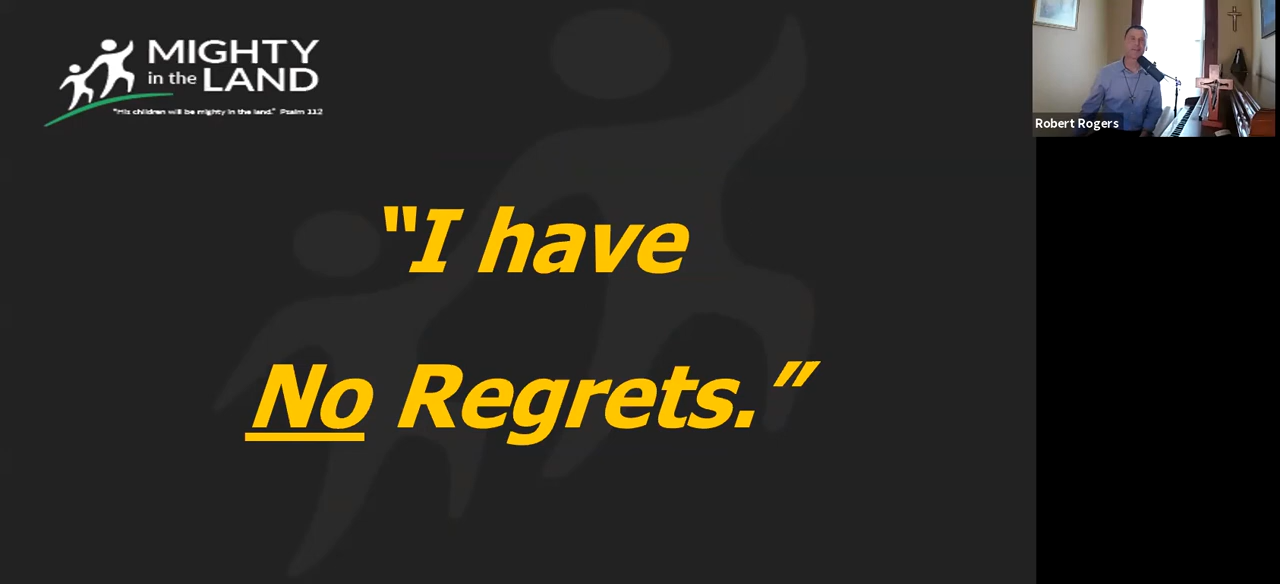 MIGHTY
in the LAND
"His children will be mighty in the land." Psalm 112
Robert Rogers
“I have
No Regrets.”